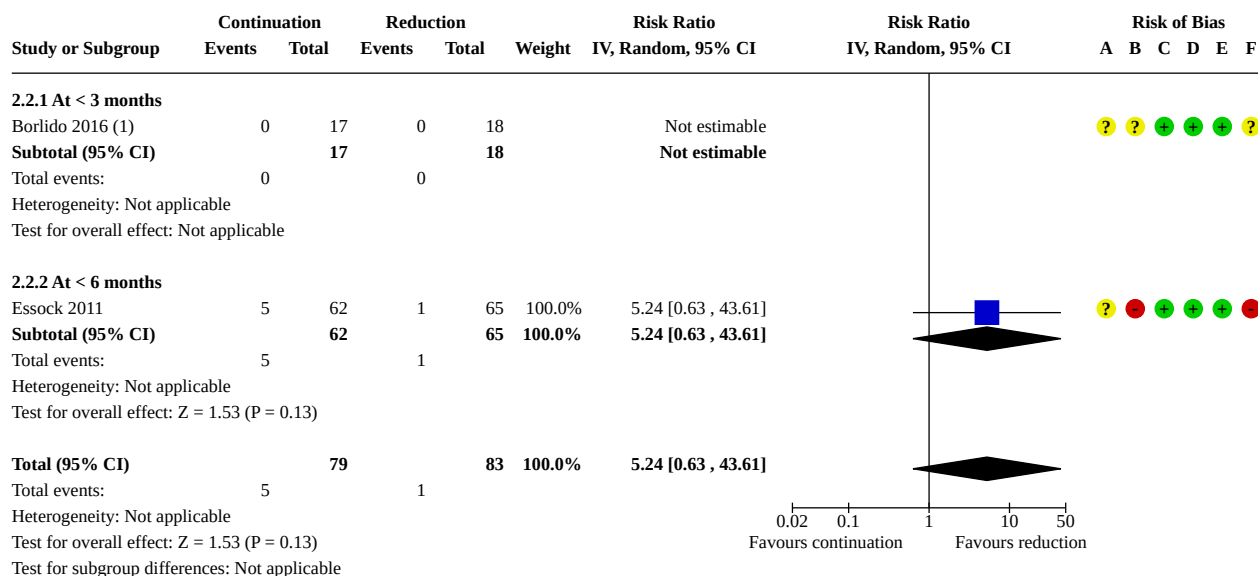 Continuation Reduction Risk Ratio Risk Ratio Risk of Bias
Study or Subgroup Events Total Events Total Weight IV, Random, 95% CI IV, Random, 95% CI A B C D E F
2.2.1 At < 3 months
Borlido 2016 (1) 0 17 0 18 Not estimable ? ? + + + ?
Subtotal (95% CI) 17 18 Not estimable
Total events: 0 0
Heterogeneity: Not applicable
Test for overall effect: Not applicable
2.2.2 At < 6 months
Essock 2011 5 62 1 65 100.0% 5.24 [0.63 , 43.61] ? - + + + -
Subtotal (95% CI) 62 65 100.0% 5.24 [0.63 , 43.61]
Total events: 5 1
Heterogeneity: Not applicable
Test for overall effect: Z = 1.53 (P = 0.13)
Total (95% CI) 79 83 100.0% 5.24 [0.63 , 43.61]
Total events: 5 1
Heterogeneity: Not applicable
0.02 0.1 1 10 50
Test for overall effect: Z = 1.53 (P = 0.13)
Favours continuation Favours reduction
Test for subgroup differences: Not applicable